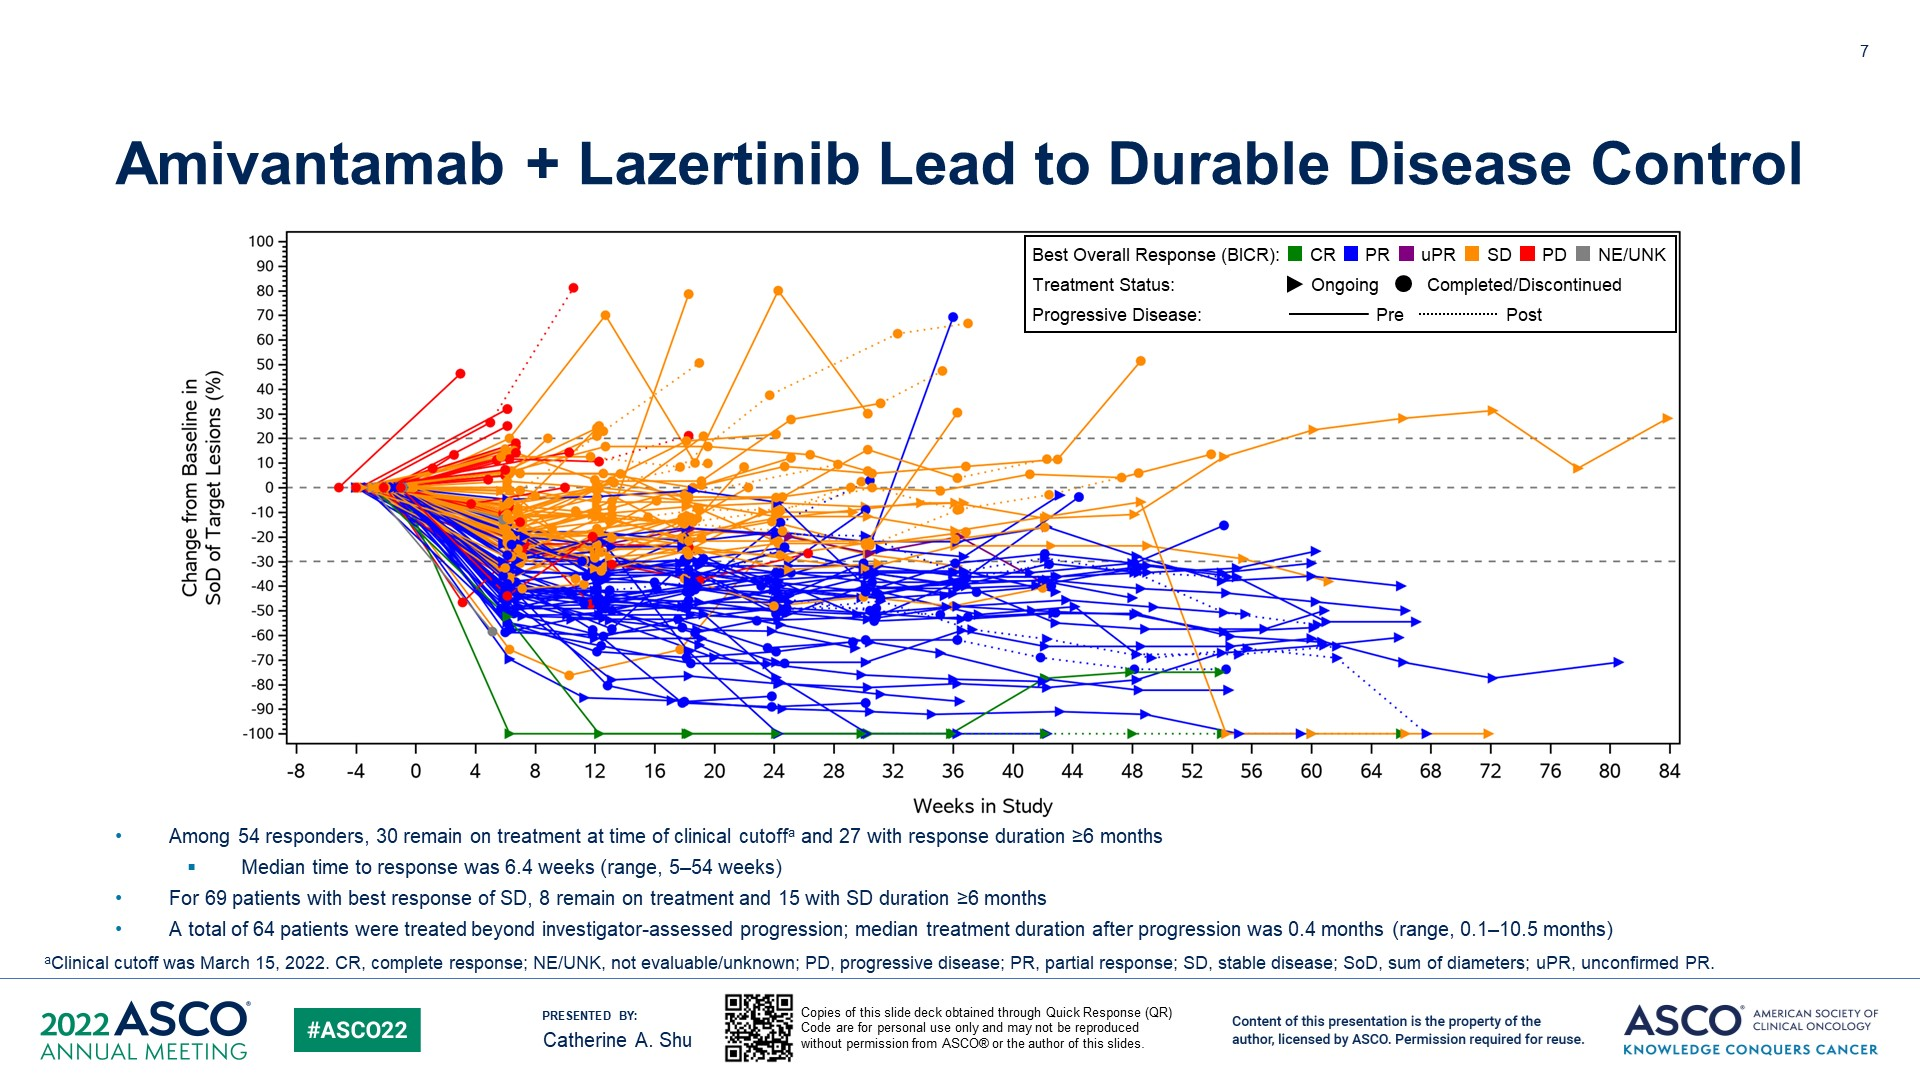 7
Amivantamab + Lazertinib Lead to Durable Disease Control
Best Overall Response (BICR): CR PR uPR SD PD NE/UNK
Treatment Status: Ongoing Completed/Discontinued
Progressive Disease: Pre Post
Change from Baseline in
SoD of Target Lesions (%)
100
90
80
70
60
50
40
30
20
10
0
-10
-20
-30
-40
-50
-60
-70
-80
-90
-100
-8 -4 0 4 8 12 16 20 24 28 32 36 40 44 48 52 56 60 64 68 72 76 80 84
Weeks in Study
• Among 54 responders, 30 remain on treatment at time of clinical cutoffᵃ and 27 with response duration ≥6 months
▪ Median time to response was 6.4 weeks (range, 5–54 weeks)
• For 69 patients with best response of SD, 8 remain on treatment and 15 with SD duration ≥6 months
• A total of 64 patients were treated beyond investigator-assessed progression; median treatment duration after progression was 0.4 months (range, 0.1–10.5 months)
ᵃClinical cutoff was March 15, 2022. CR, complete response; NE/UNK, not evaluable/unknown; PD, progressive disease; PR, partial response; SD, stable disease; SoD, sum of diameters; uPR, unconfirmed PR.
2022 ASCO®
ANNUAL MEETING
#ASCO22
PRESENTED BY:
Catherine A. Shu
Copies of this slide deck obtained through Quick Response (QR)
Code are for personal use only and may not be reproduced
without permission from ASCO® or the author of this slides.
Content of this presentation is the property of the
author, licensed by ASCO. Permission required for reuse.
ASCO® AMERICAN SOCIETY OF
CLINICAL ONCOLOGY
KNOWLEDGE CONQUERS CANCER